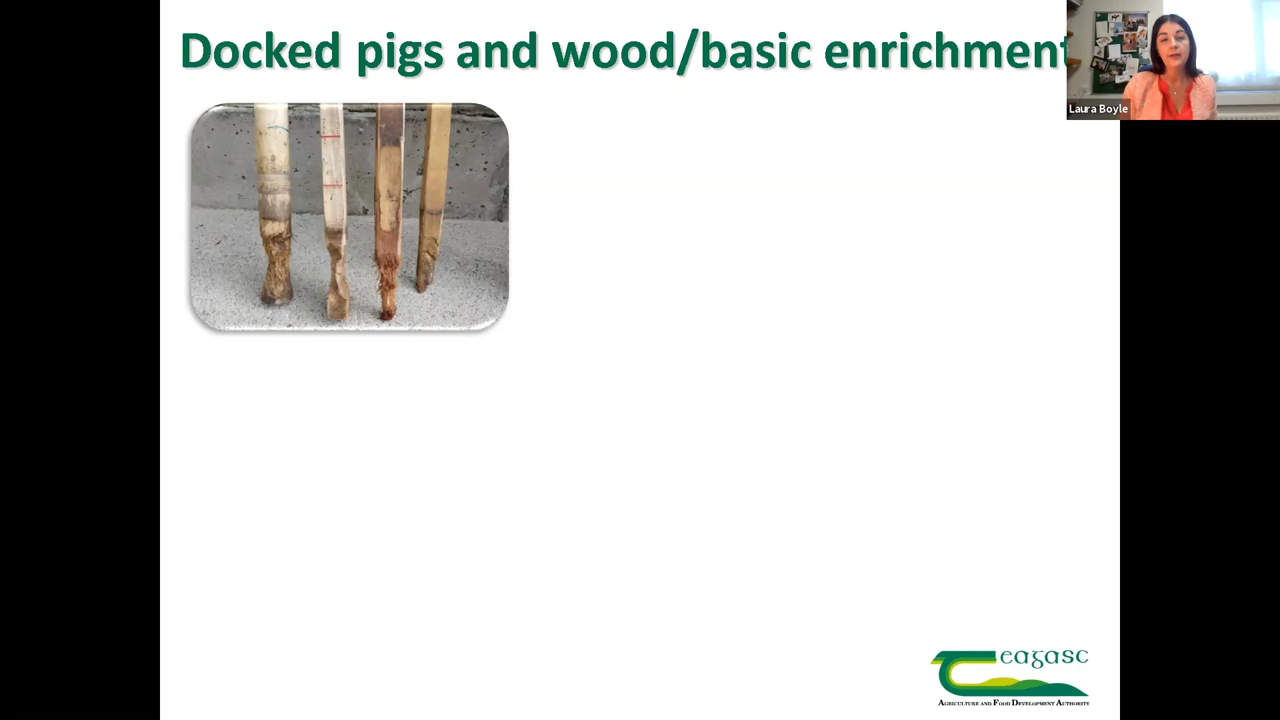 Docked pigs and wood/basic enrichment
Laura Boyle
Teagasc
AGRICULTURE AND FOOD DEVELOPMENT AUTHORITY